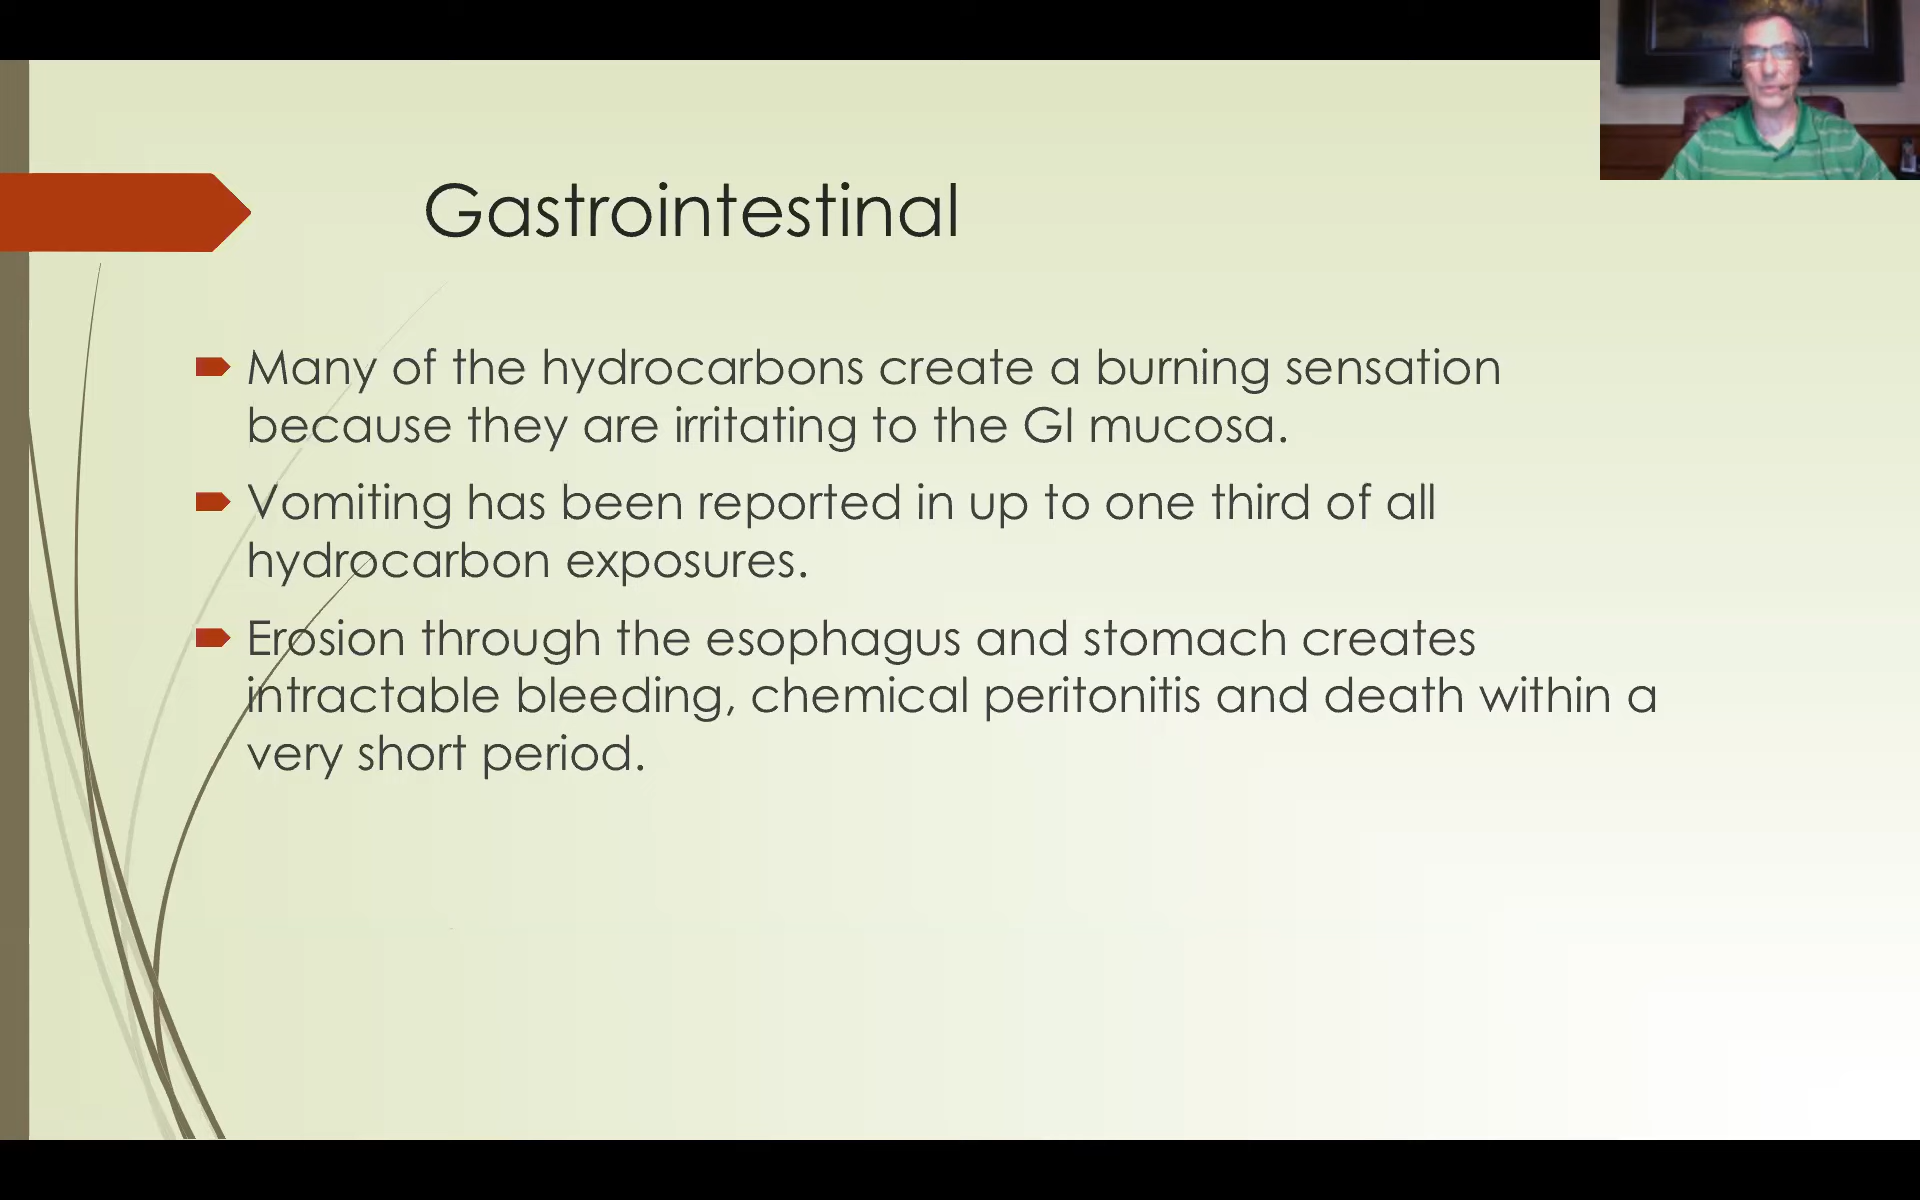 Gastrointestinal
Many of the hydrocarbons create a burning sensation
because they are irritating to the GI mucosa.
Vomiting has been reported in up to one third of all
hydrocarbon exposures.
Erosion through the esophagus and stomach creates
intractable bleeding, chemical peritonitis and death within a
very short period.